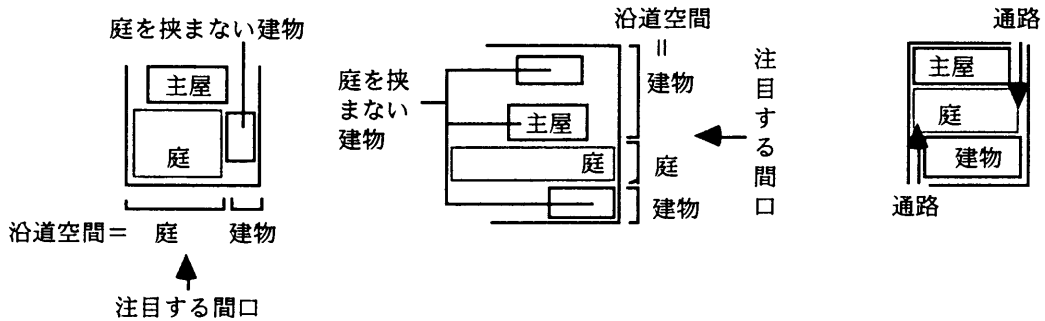 庭を挟まない建物
主屋
庭
沿道空間＝ 庭 建物
注目する間口
沿道空間
＝
建物
庭を挟
まない
建物
主屋
庭
庭
建物
注目する間口
通路
主屋
庭
建物
通路